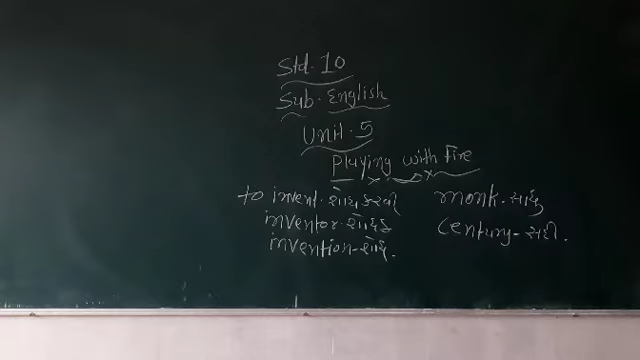 Std. 10
Sub. English
Unit. 5
Playing with Fire
to invent. શોધ કરવી
inventor. શોધક
invention - શોધ.
monk. સાધુ
century - સદી.